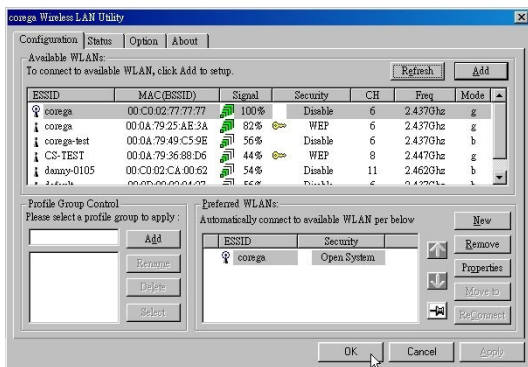 corega Wireless LAN Utility
Configuration Status Option About
Available WLANs:
To connect to available WLAN, click Add to setup.
Refresh Add
ESSID MAC(BSSID) Signal Security CH Freq Mode
corega 00:C0:02:77:77:77 100% Disable 6 2.437Ghz g
corega 00:0A:79:25:AE:3A 82% WEP 6 2.437Ghz g
corega-test 00:0A:79:49:C5:9E 56% Disable 6 2.437Ghz b
CS-TEST 00:0A:79:36:88:D6 44% WEP 8 2.447Ghz g
danny-0105 00:C0:02:CA:00:62 54% Disable 11 2.462Ghz b
Profile Group Control
Please select a profile group to apply :
Add
Rename
Delete
Select
Preferred WLANs:
Automatically connect to available WLAN per below
ESSID Security
corega Open System
New
Remove
Properties
Move to
ReConnect
OK Cancel Apply